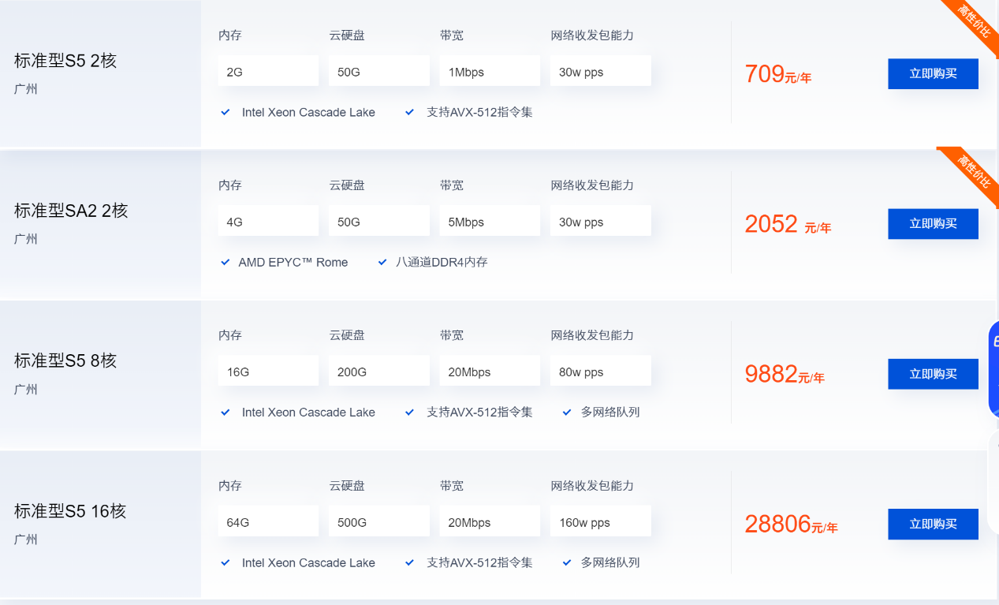 高性价比
标准型S5 2核
广州
内存 云硬盘 带宽 网络收发包能力
2G 50G 1Mbps 30w pps
Intel Xeon Cascade Lake 支持AVX-512指令集
709元/年
立即购买
高性价比
标准型SA2 2核
广州
内存 云硬盘 带宽 网络收发包能力
4G 50G 5Mbps 30w pps
AMD EPYC™ Rome 八通道DDR4内存
2052 元/年
立即购买
标准型S5 8核
广州
内存 云硬盘 带宽 网络收发包能力
16G 200G 20Mbps 80w pps
Intel Xeon Cascade Lake 支持AVX-512指令集 多网络队列
9882元/年
立即购买
标准型S5 16核
广州
内存 云硬盘 带宽 网络收发包能力
64G 500G 20Mbps 160w pps
Intel Xeon Cascade Lake 支持AVX-512指令集 多网络队列
28806元/年
立即购买